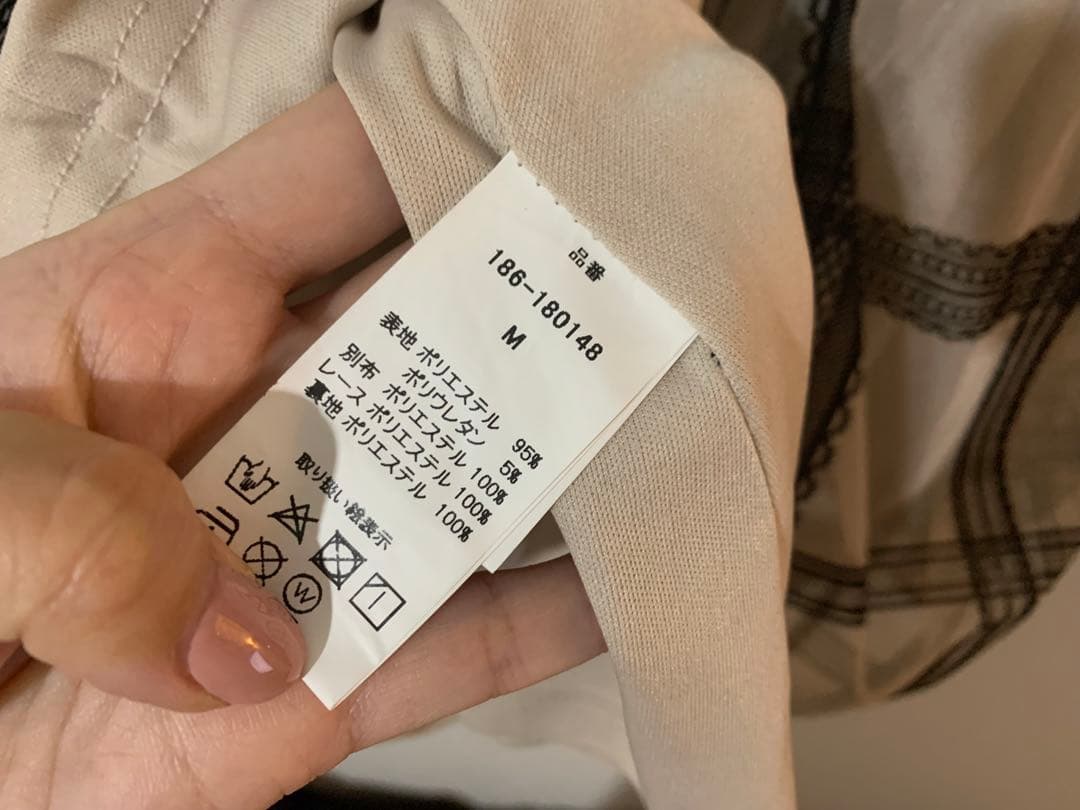 品番
186-180148
M
表地 ポリエステル 95%
ポリウレタン 5%
別布 ポリエステル 100%
レース ポリエステル 100%
裏地 ポリエステル 100%
取り扱い絵表示
W